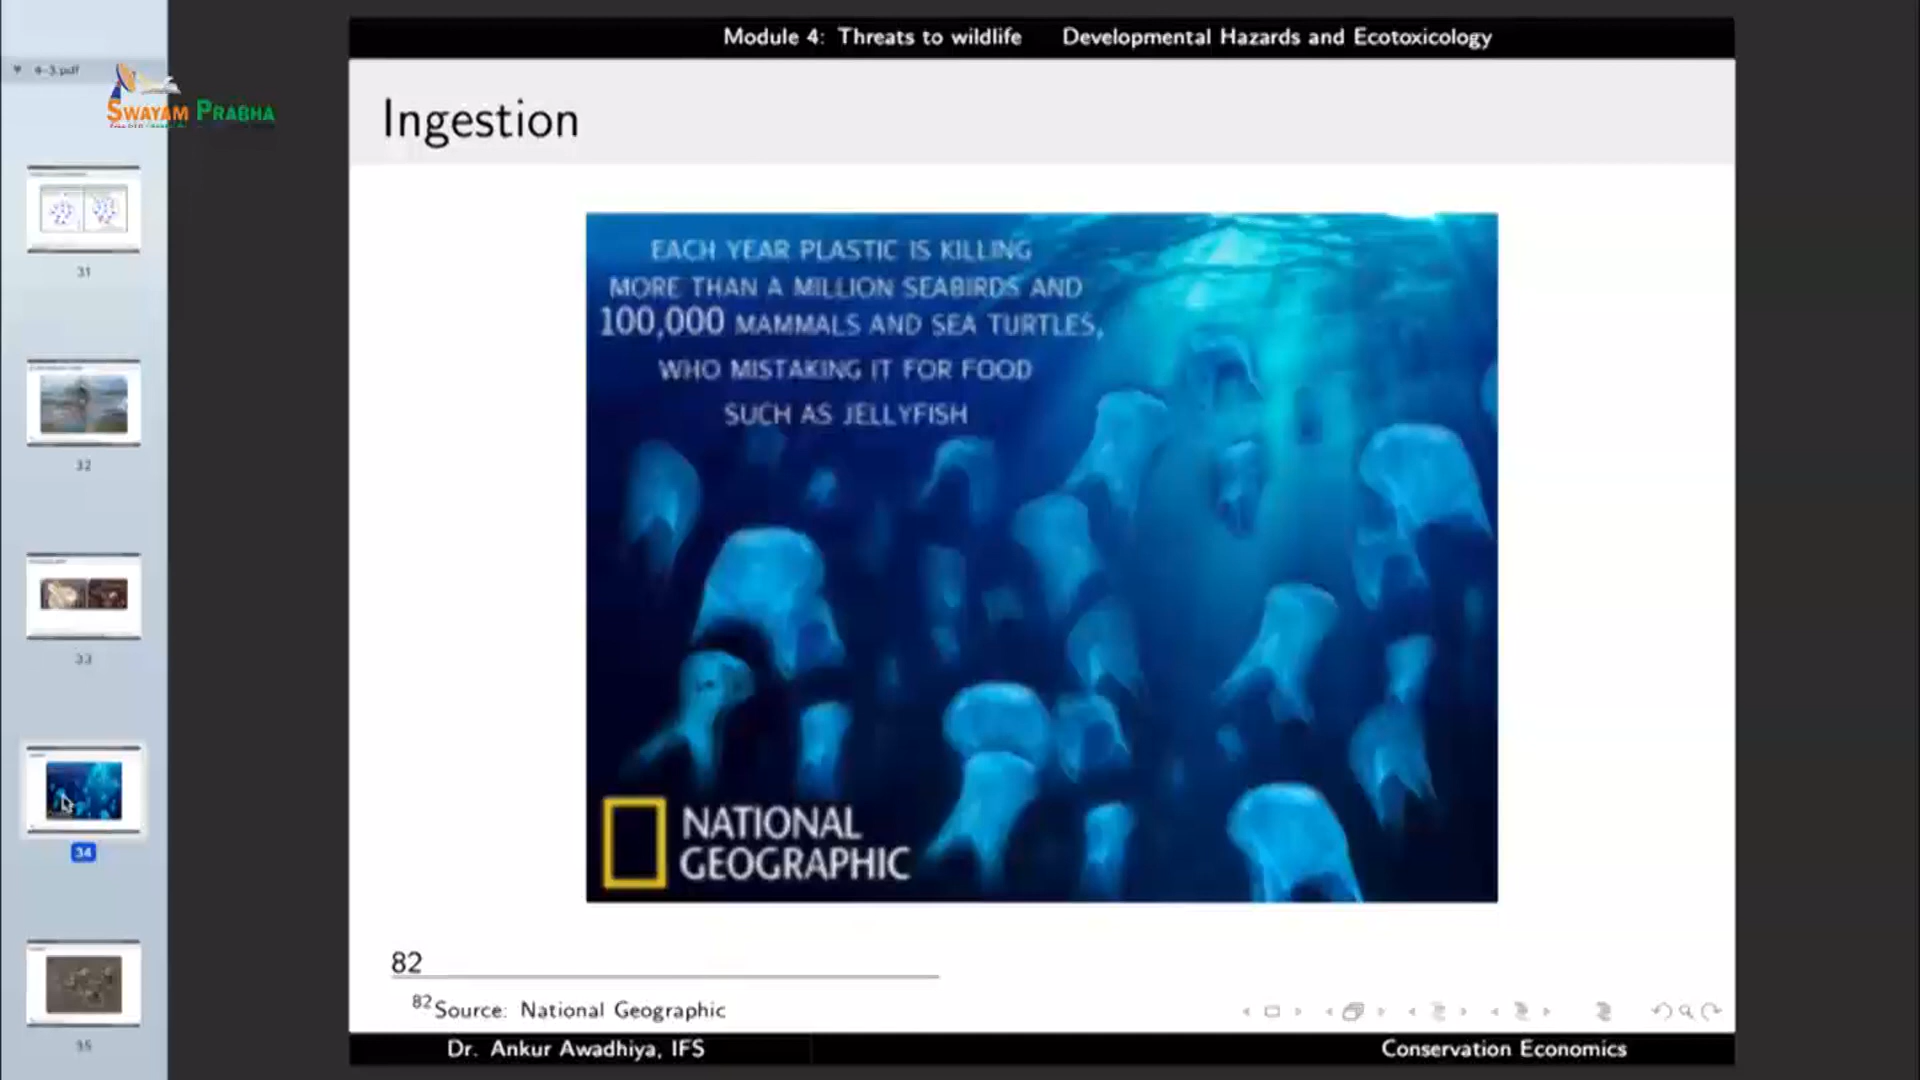 Module 4: Threats to wildlife Developmental Hazards and Ecotoxicology
4-3.pdf
SWAYAM PRABHA
Ingestion
EACH YEAR PLASTIC IS KILLING
MORE THAN A MILLION SEABIRDS AND
100,000 MAMMALS AND SEA TURTLES,
WHO MISTAKING IT FOR FOOD
SUCH AS JELLYFISH
NATIONAL
GEOGRAPHIC
31
32
33
34
35
82
82 Source: National Geographic
Dr. Ankur Awadhiya, IFS Conservation Economics